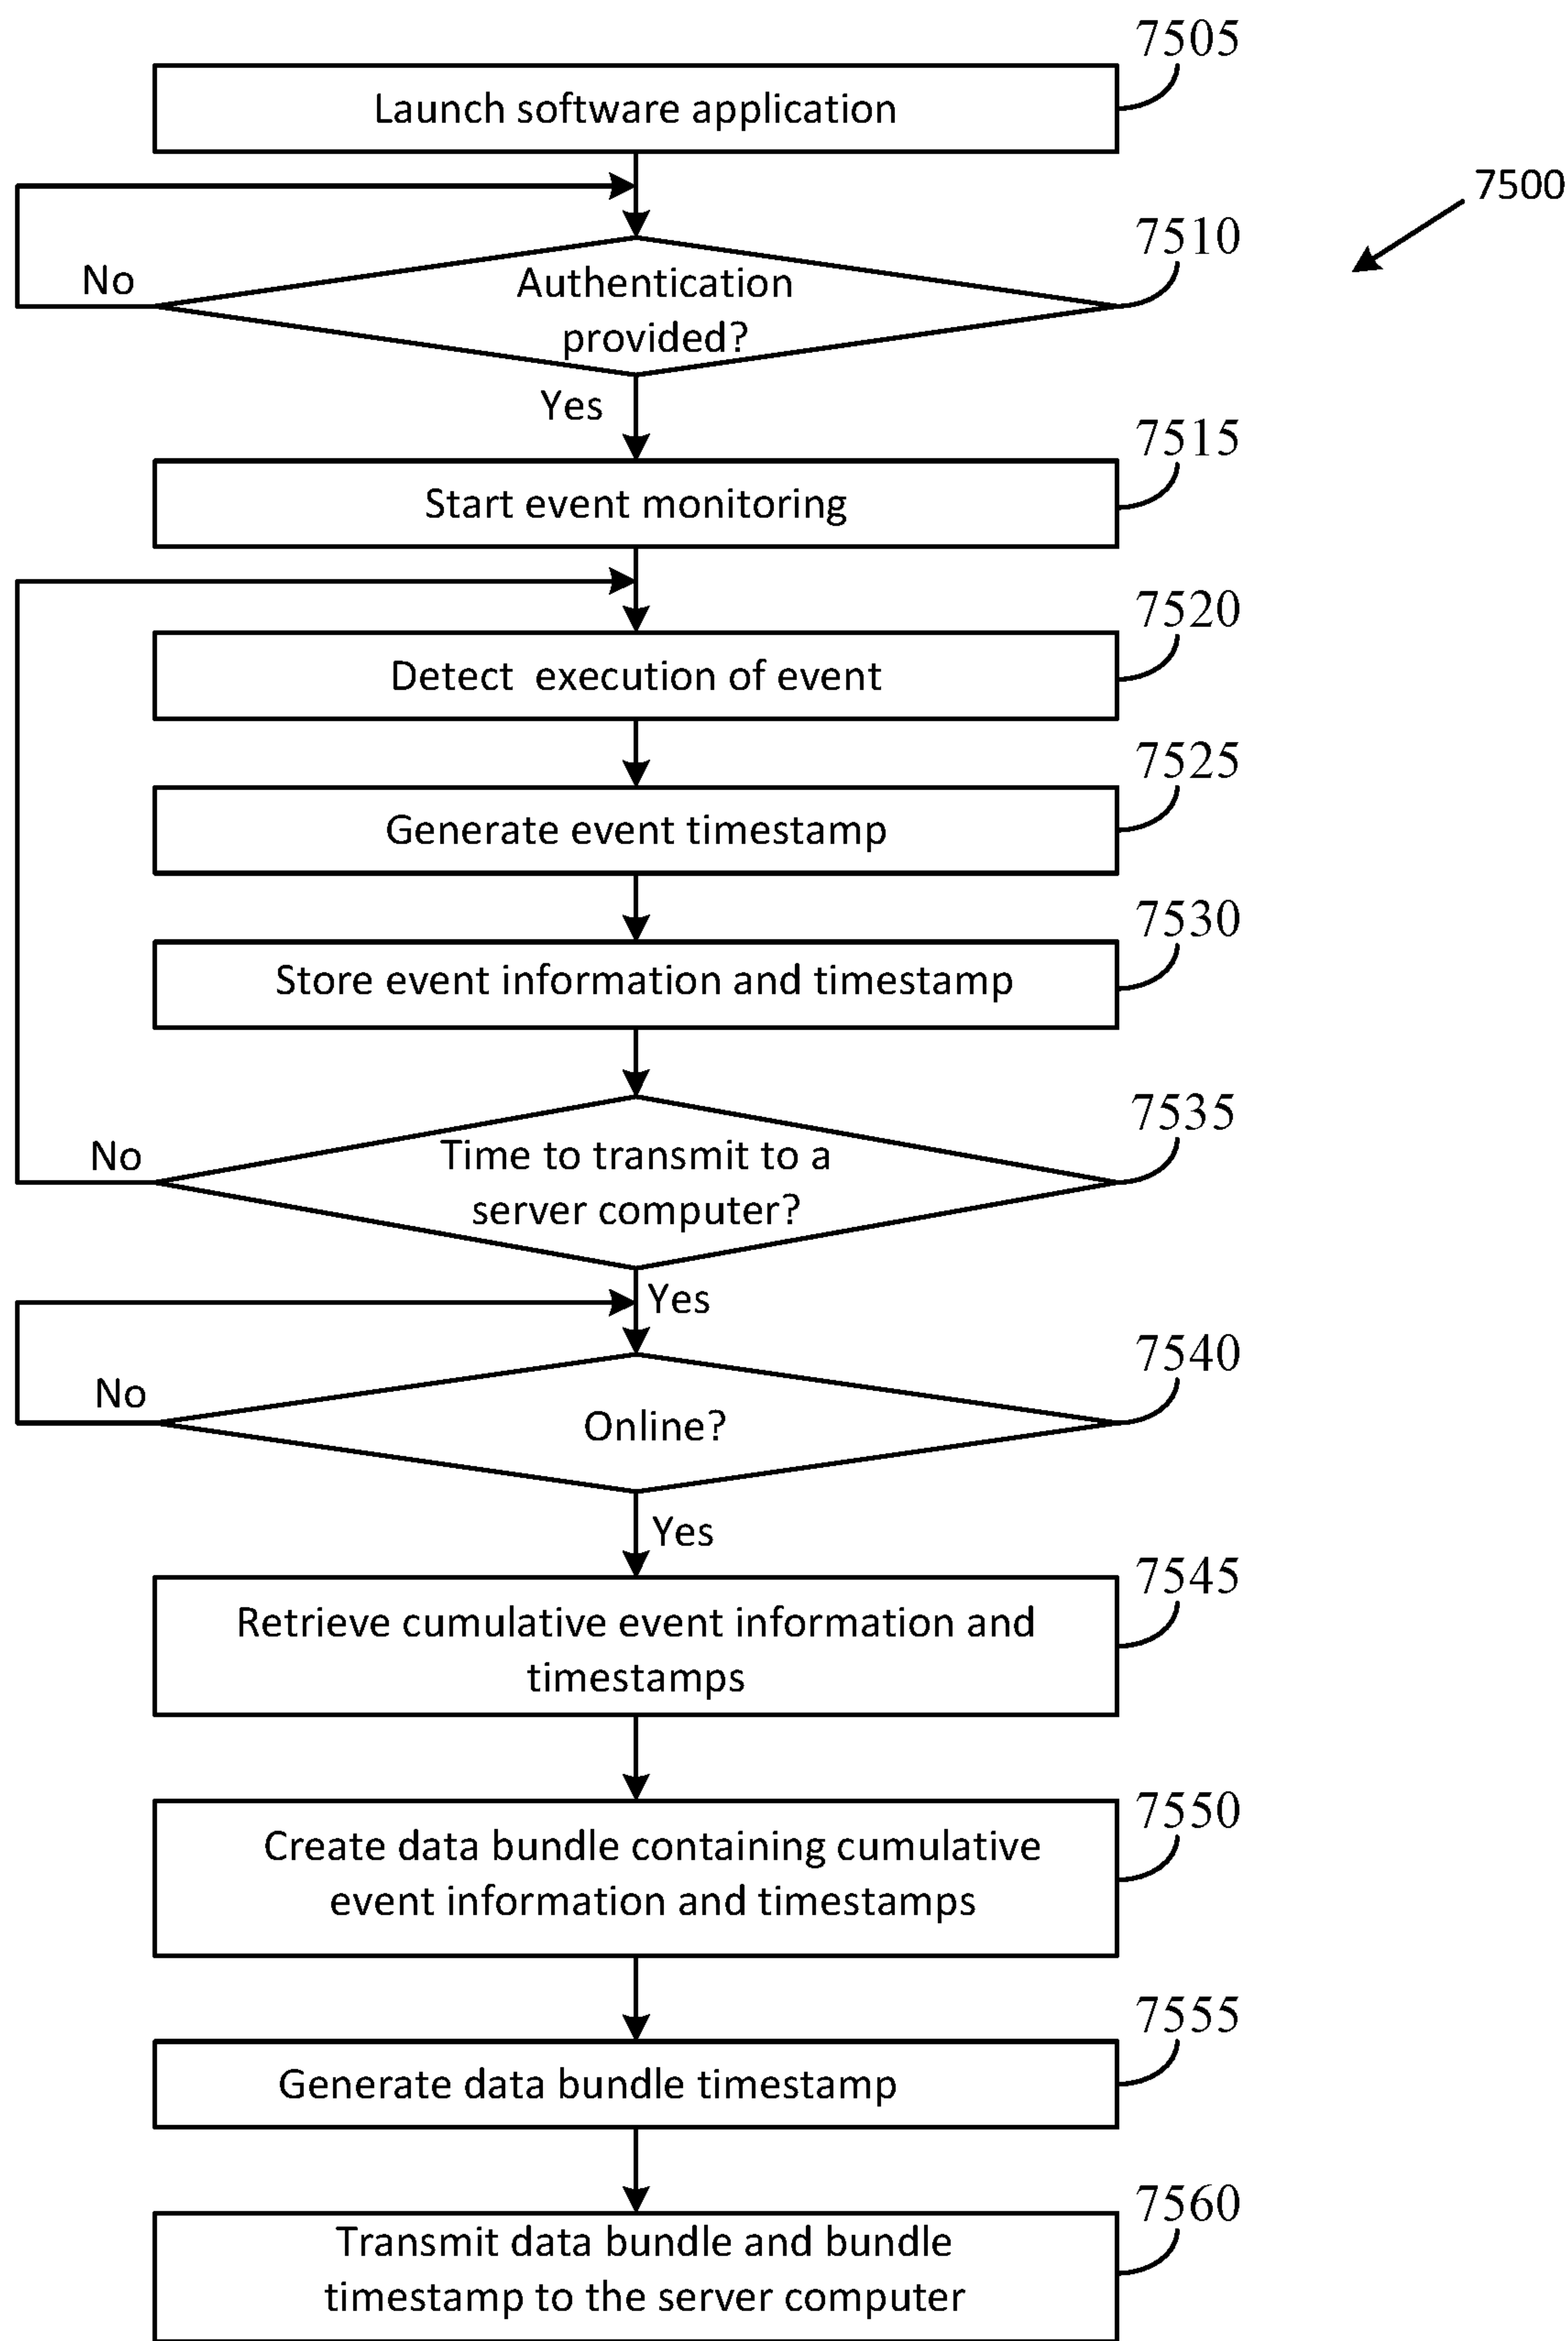 7505
Launch software application
7500
7510
No
Authentication
provided?
Yes
7515
Start event monitoring
7520
Detect  execution of event
7525
Generate event timestamp
7530
Store event information and timestamp
7535
No
Time to transmit to a
server computer?
Yes
7540
No
Online?
Yes
7545
Retrieve cumulative event information and
timestamps
7550
Create data bundle containing cumulative
event information and timestamps
7555
Generate data bundle timestamp
7560
Transmit data bundle and bundle
timestamp to the server computer